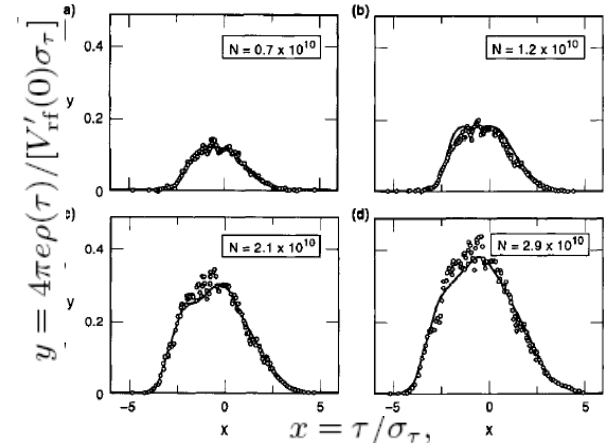 a)
N = 0.7 x 10^10
0.4
y
0.2
0
(b)
N = 1.2 x 10^10
c)
N = 2.1 x 10^10
0.4
y
0.2
0
−5
0
5
x
(d)
N = 2.9 x 10^10
−5
0
5
x
y = 4πeρ(τ)/[V′rf(0)στ]
x = τ/στ,